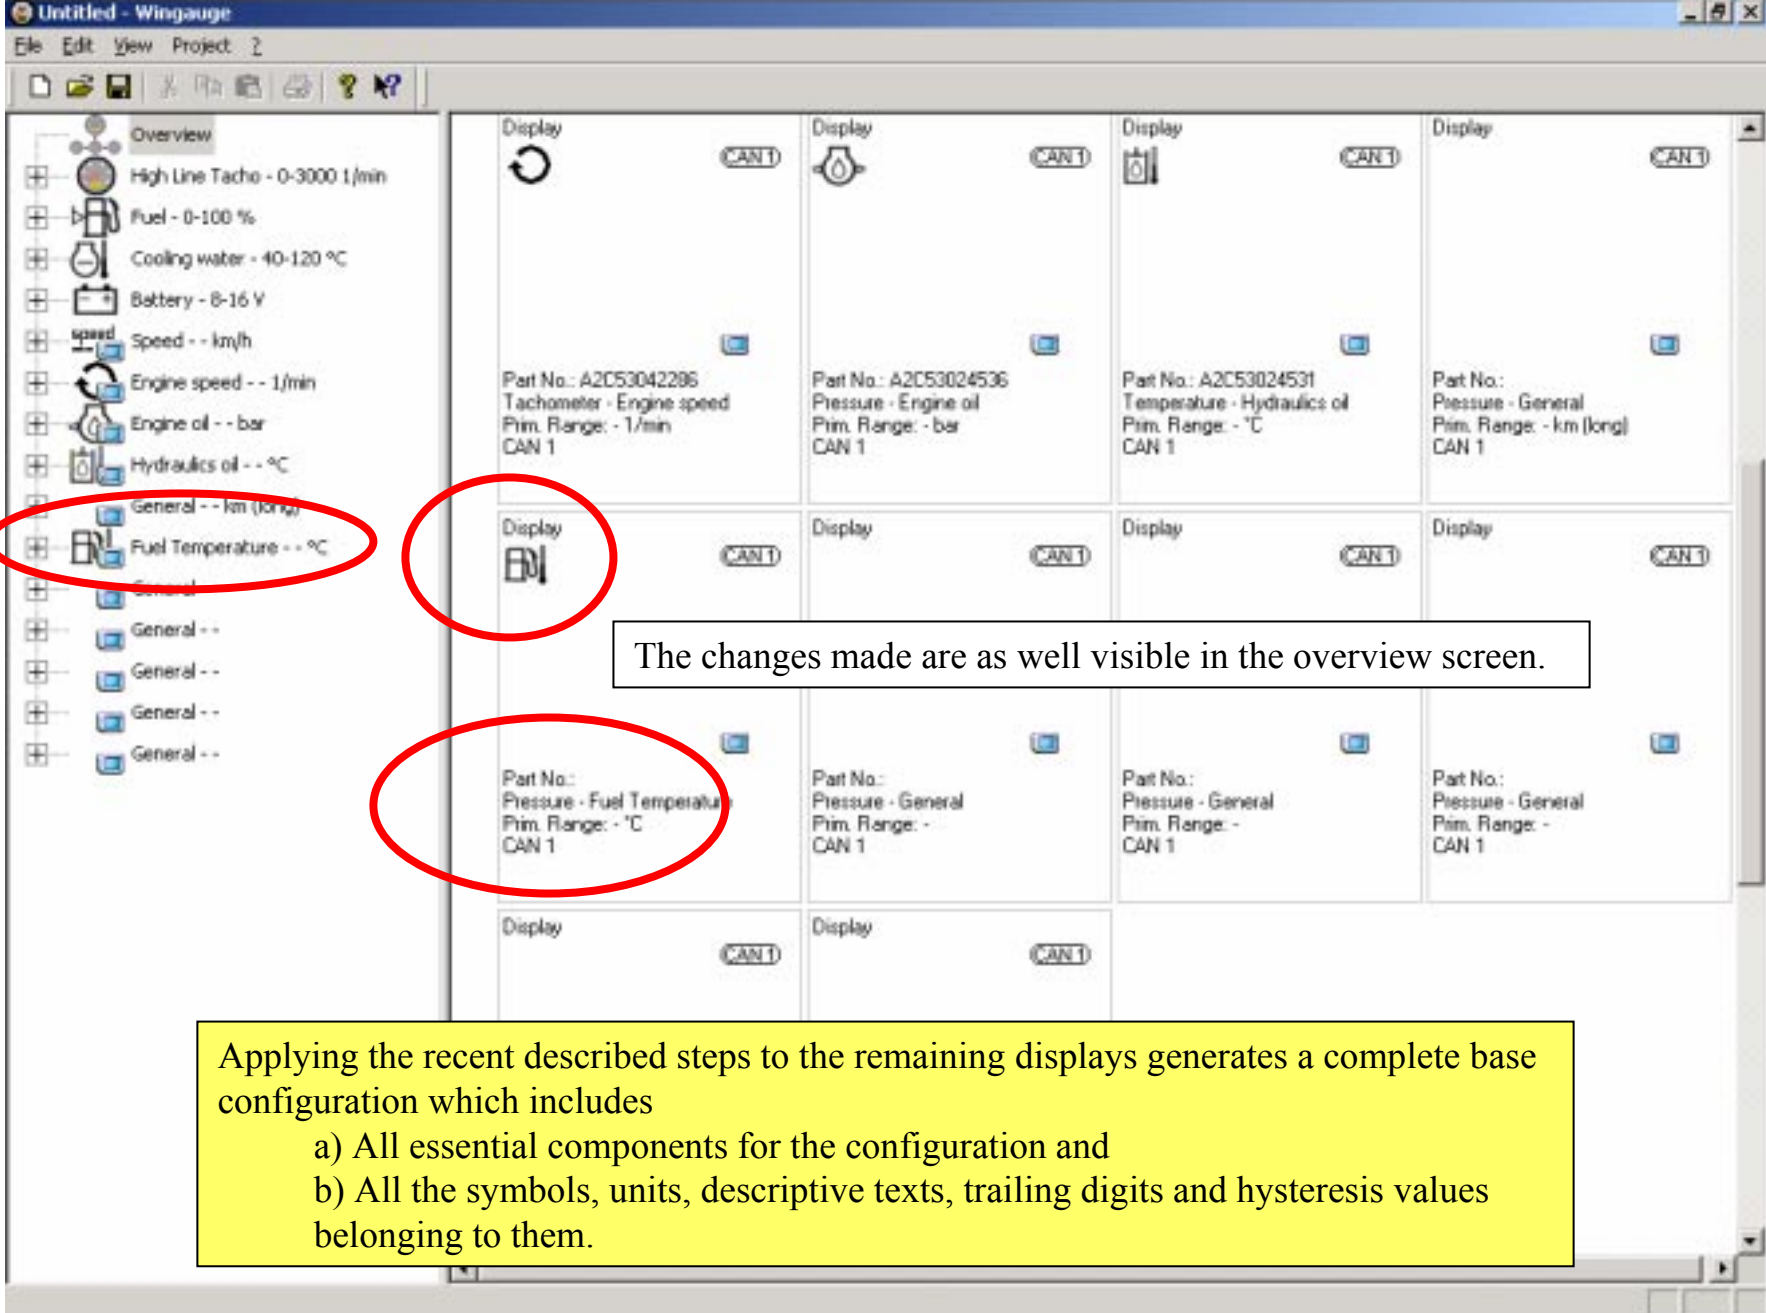 Untitled - Wingauge
File Edit View Project ?
Overview
High Line Tacho - 0-3000 1/min
Fuel - 0-100 %
Cooling water - 40-120 °C
Battery - 8-16 V
speed
Speed - - km/h
Engine speed - - 1/min
Engine oil - - bar
Hydraulics oil - - °C
General - - km (long)
Fuel Temperature - - °C
General - -
General - -
General - -
General - -
General - -
Display
CAN 1
Part No.: A2C53042286
Tachometer - Engine speed
Prim. Range: - 1/min
CAN 1
Display
CAN 1
Part No.: A2C53024536
Pressure - Engine oil
Prim. Range: - bar
CAN 1
Display
CAN 1
Part No.: A2C53024531
Temperature - Hydraulics oil
Prim. Range: - °C
CAN 1
Display
CAN 1
Part No.:
Pressure - General
Prim. Range: - km (long)
CAN 1
Display
CAN 1
Part No.:
Pressure - Fuel Temperature
Prim. Range: - °C
CAN 1
Display
CAN 1
Part No.:
Pressure - General
Prim. Range: -
CAN 1
Display
CAN 1
Part No.:
Pressure - General
Prim. Range: -
CAN 1
Display
CAN 1
Part No.:
Pressure - General
Prim. Range: -
CAN 1
The changes made are as well visible in the overview screen.
Display
CAN 1
Display
CAN 1
Applying the recent described steps to the remaining displays generates a complete base
configuration which includes
a) All essential components for the configuration and
b) All the symbols, units, descriptive texts, trailing digits and hysteresis values
belonging to them.